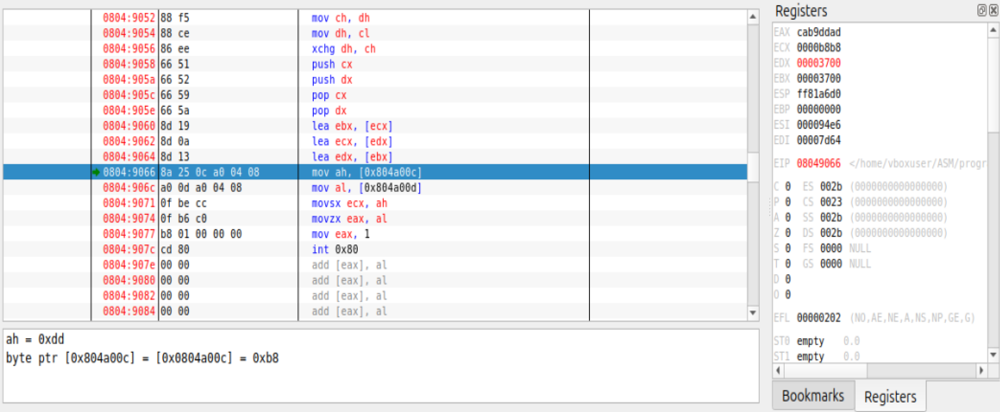 0804:9052 88 f5 mov ch, dh
0804:9054 88 ce mov dh, cl
0804:9056 86 ee xchg dh, ch
0804:9058 66 51 push cx
0804:905a 66 52 push dx
0804:905c 66 59 pop cx
0804:905e 66 5a pop dx
0804:9060 8d 19 lea ebx, [ecx]
0804:9062 8d 0a lea ecx, [edx]
0804:9064 8d 13 lea edx, [ebx]
0804:9066 8a 25 0c a0 04 08 mov ah, [0x804a00c]
0804:906c a0 0d a0 04 08 mov al, [0x804a00d]
0804:9071 0f be cc movsx ecx, ah
0804:9074 0f b6 c0 movzx eax, al
0804:9077 b8 01 00 00 00 mov eax, 1
0804:907c cd 80 int 0x80
0804:907e 00 00 add [eax], al
0804:9080 00 00 add [eax], al
0804:9082 00 00 add [eax], al
0804:9084 00 00 add [eax], al
ah = 0xdd
byte ptr [0x804a00c] = [0x0804a00c] = 0xb8
Registers
EAX cab9ddad
ECX 0000b8b8
EDX 00003700
EBX 00003700
ESP ff81a6d0
EBP 00000000
ESI 000094e6
EDI 00007d64
EIP 08049066 </home/vboxuser/ASM/progr
C 0 ES 002b (0000000000000000)
P 0 CS 0023 (0000000000000000)
A 0 SS 002b (0000000000000000)
Z 0 DS 002b (0000000000000000)
S 0 FS 0000 NULL
T 0 GS 0000 NULL
D 0
O 0
EFL 00000202 (NO,AE,NE,A,NS,NP,GE,G)
ST0 empty 0.0
ST1 empty 0.0
Bookmarks
Registers